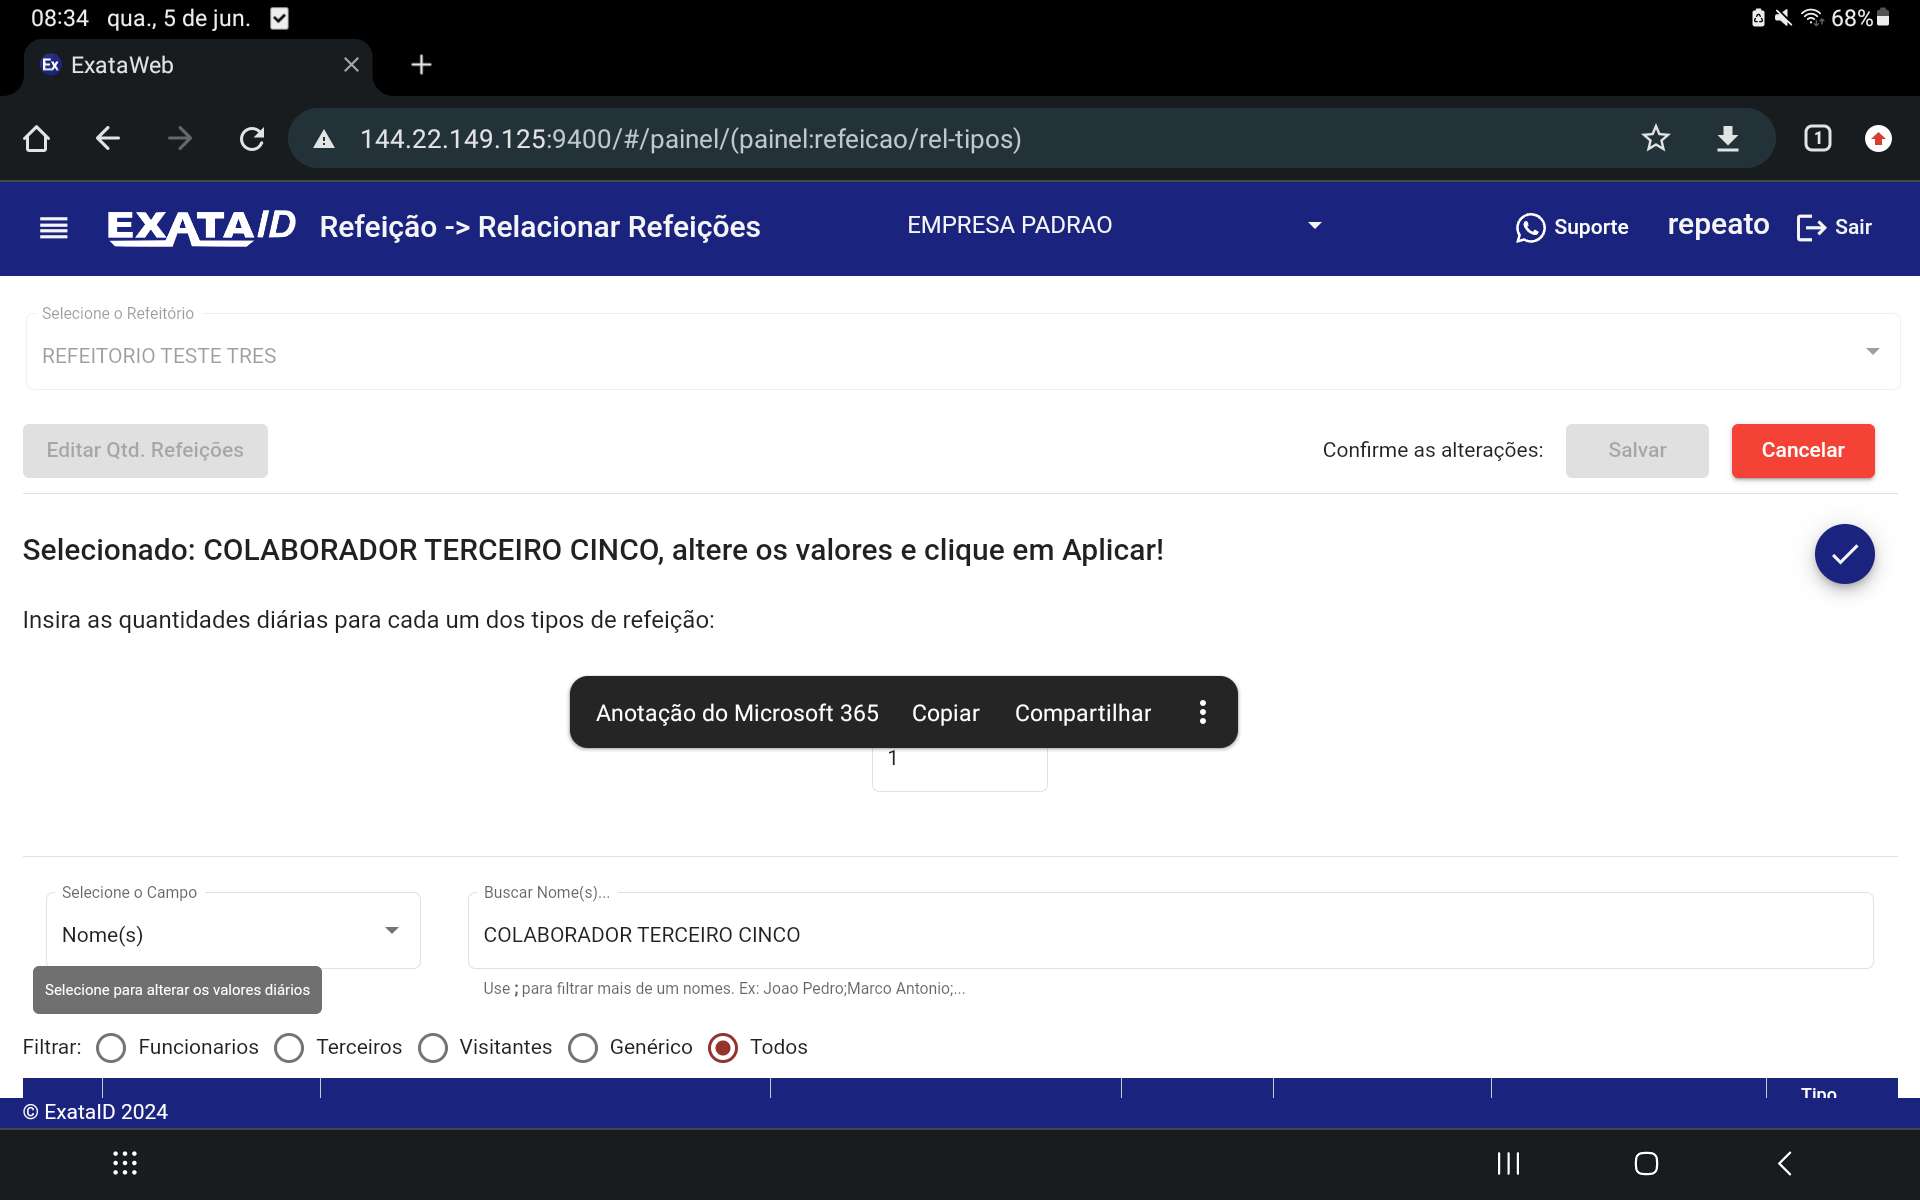 08:34 qua., 5 de jun. 68%
Ex ExataWeb
144.22.149.125:9400/#/painel/(painel:refeicao/rel-tipos) 1
EXATAID Refeição -> Relacionar Refeições EMPRESA PADRAO Suporte repeato Sair
Selecione o Refeitório
REFEITORIO TESTE TRES
Editar Qtd. Refeições Confirme as alterações: Salvar Cancelar
Selecionado: COLABORADOR TERCEIRO CINCO, altere os valores e clique em Aplicar!
Insira as quantidades diárias para cada um dos tipos de refeição:
Anotação do Microsoft 365 Copiar Compartilhar
1
Selecione o Campo Buscar Nome(s)...
Nome(s) COLABORADOR TERCEIRO CINCO
Selecione para alterar os valores diários Use ; para filtrar mais de um nomes. Ex: Joao Pedro;Marco Antonio;...
Filtrar: Funcionarios Terceiros Visitantes Genérico Todos
Tipo
© ExataID 2024